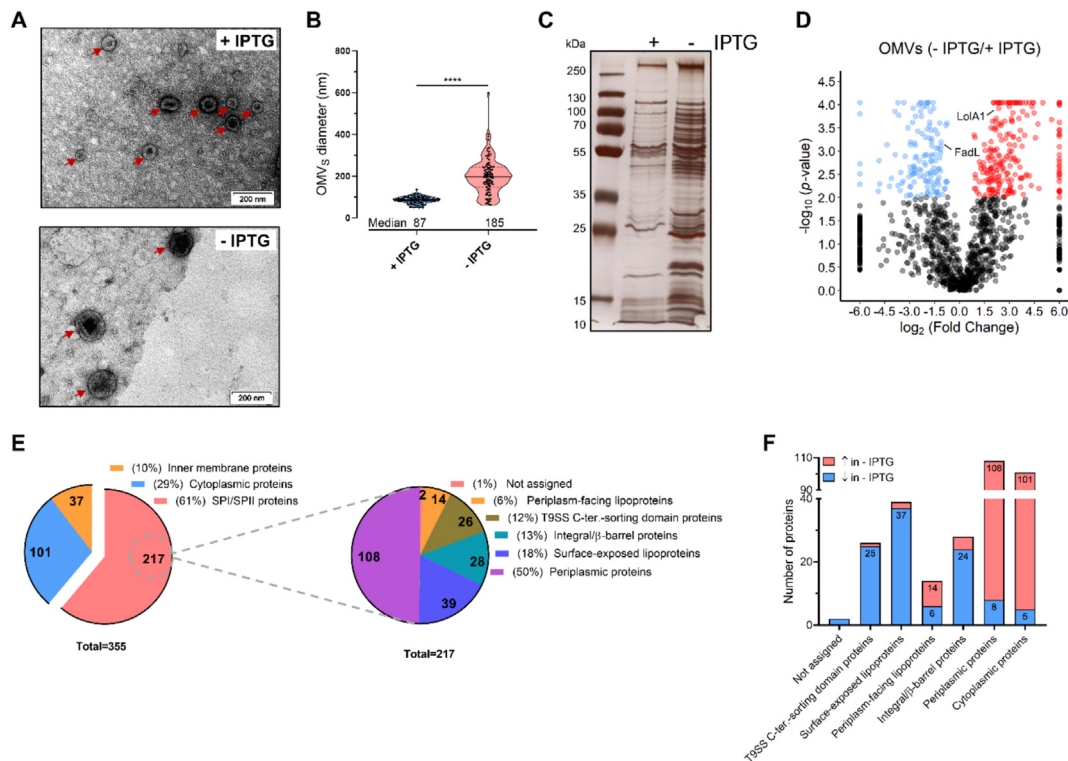 A
+ IPTG
200 nm
- IPTG
200 nm
B
OMVs diameter (nm)
800
600
400
200
0
****
Median 87 185
+ IPTG
- IPTG
C
+ - IPTG
kDa
250
130
100
70
55
35
25
15
10
D
OMVs (- IPTG/+ IPTG)
-log10 (p-value)
4.5
4.0
3.5
3.0
2.5
2.0
1.5
1.0
0.5
0.0
LolA1
FadL
-6.0 -4.5 -3.0 -1.5 0.0 1.5 3.0 4.5 6.0
log2 (Fold Change)
E
(10%) Inner membrane proteins
(29%) Cytoplasmic proteins
(61%) SPI/SPII proteins
37
101
217
Total=355
(1%) Not assigned
(6%) Periplasm-facing lipoproteins
(12%) T9SS C-ter.-sorting domain proteins
(13%) Integral/β-barrel proteins
(18%) Surface-exposed lipoproteins
(50%) Periplasmic proteins
2
14
26
28
39
108
Total=217
F
↑ in - IPTG
↓ in - IPTG
Number of proteins
110
90
40
20
0
25
37
14
6
24
108
8
101
5
Not assigned
T9SS C-ter.-sorting domain proteins
Surface-exposed lipoproteins
Periplasm-facing lipoproteins
Integral/β-barrel proteins
Periplasmic proteins
Cytoplasmic proteins